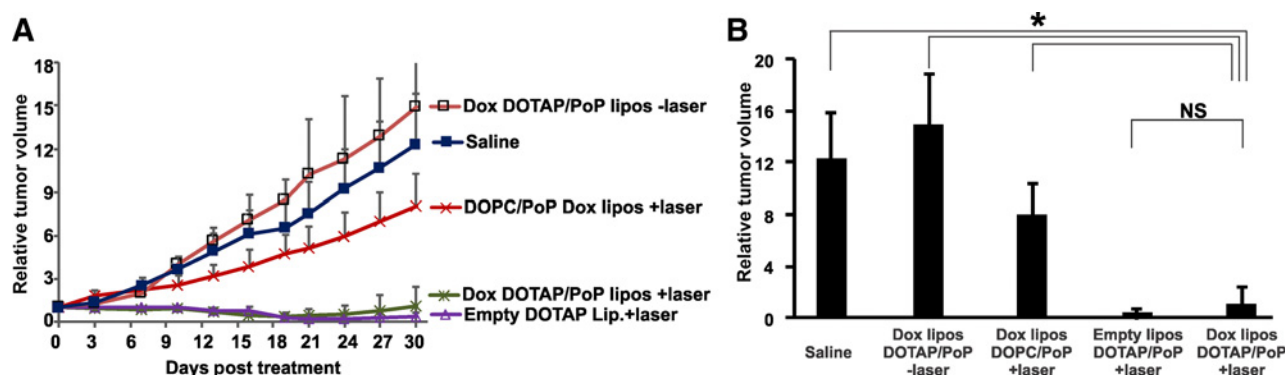 A
Relative tumor volume
18
15
12
9
6
3
0
0 3 6 9 12 15 18 21 24 27 30
Days post treatment
Dox DOTAP/PoP lipos -laser
Saline
DOPC/PoP Dox lipos +laser
Dox DOTAP/PoP lipos +laser
Empty DOTAP Lip.+laser
B
Relative tumor volume
20
16
12
8
4
0
*
NS
Saline
Dox lipos
DOTAP/PoP
-laser
Dox lipos
DOPC/PoP
+laser
Empty lipos
DOTAP/PoP
+laser
Dox lipos
DOTAP/PoP
+laser